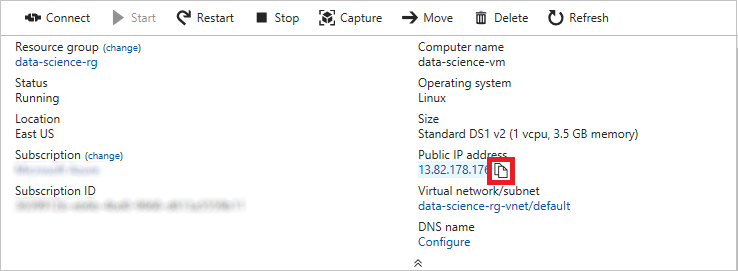 Connect Start Restart Stop Capture Move Delete Refresh
Resource group (change)
data-science-rg
Status
Running
Location
East US
Subscription (change)
Subscription ID
Computer name
data-science-vm
Operating system
Linux
Size
Standard DS1 v2 (1 vcpu, 3.5 GB memory)
Public IP address
13.82.178.176
Virtual network/subnet
data-science-rg-vnet/default
DNS name
Configure